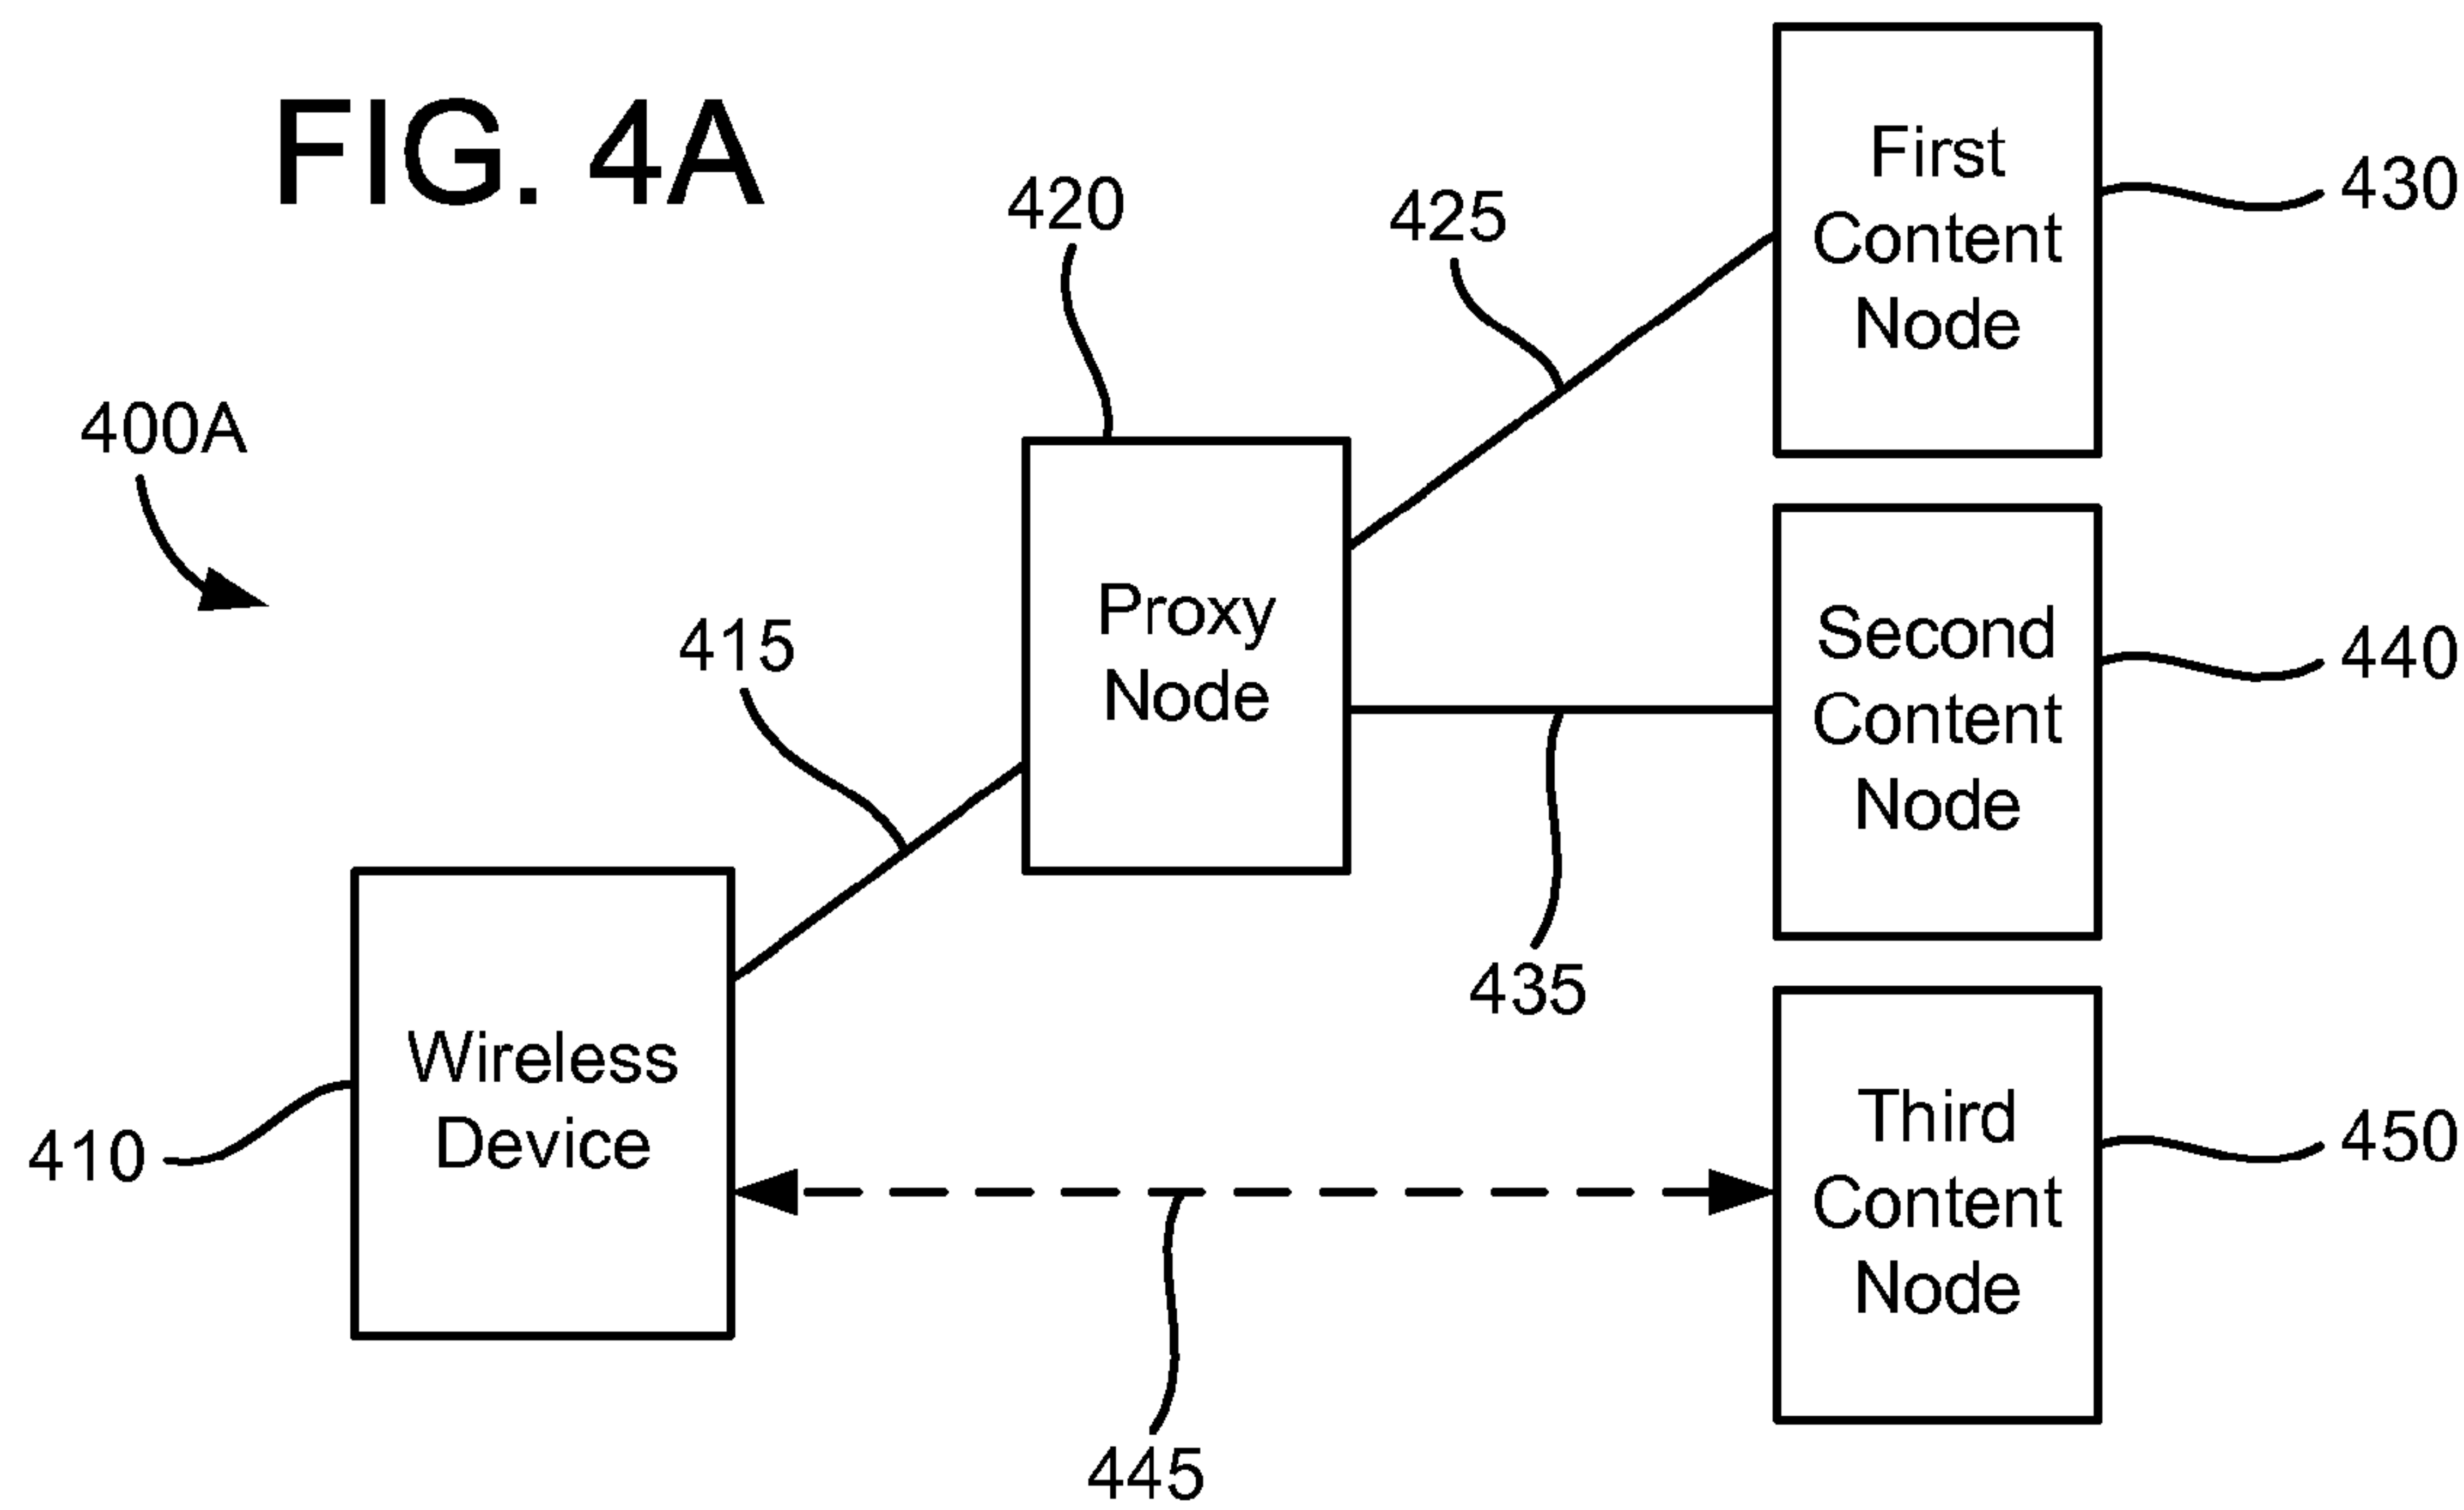 FIG. 4A
400A
420
425
First
Content
Node
430
415
Proxy
Node
Second
Content
Node
440
435
410
Wireless
Device
Third
Content
Node
450
445